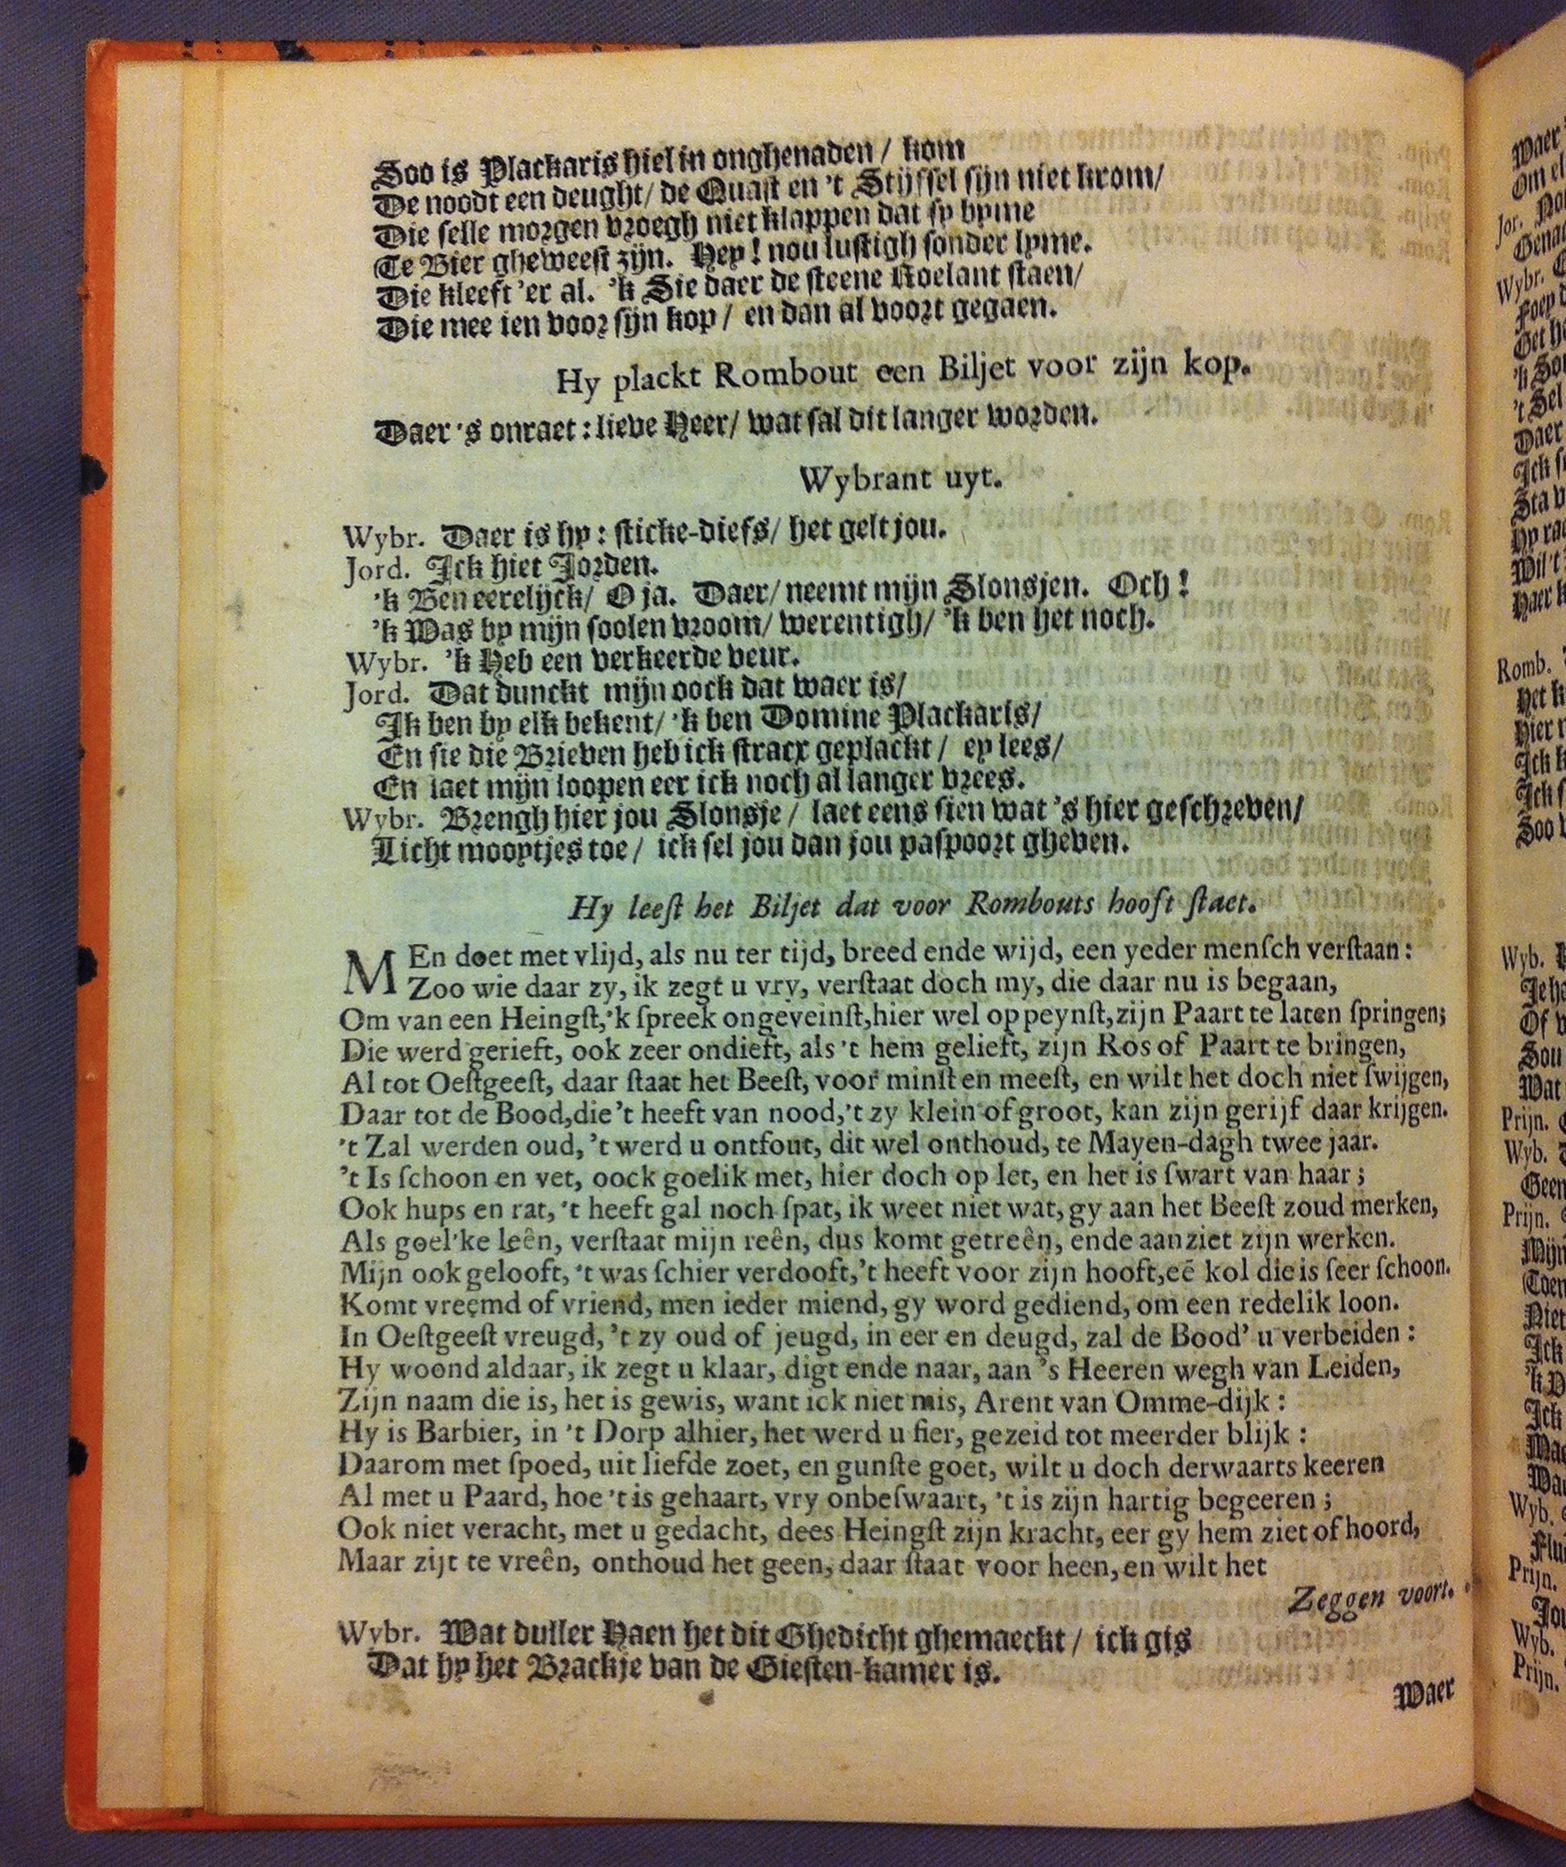 Soo is Plackaris hiel in onghenaden / kom
De noodt een deught / de Quast en 't Stijfsel sijn niet krom /
Die selle morgen vroegh niet klappen dat sy byme
Te Bier gheweest zijn. Hey! nou lustigh sonder lyme.
Die kleeft 'er al. 'k Sie daer de steene Roelant staen /
Die mee ien voor sijn kop / en dan al voort gegaen.
Hy plackt Rombout een Biljet voor zijn kop.
Daer 's onraet: lieve Heer / wat sal dit langer worden.
Wybrant uyt.
Wybr. Daer is hy: sticke-diefs / het gelt jou.
Jord. Ick hiet Jorden.
'k Ben eerelijck / O ja. Daer / neemt mijn Slonsjen. Och!
'k Was by mijn soolen vroom / werentigh / 'k ben het noch.
Wybr. 'k Heb een verkeerde veur.
Jord. Dat dunckt mijn oock dat waer is /
Ik ben by elk bekent / 'k ben Domine Plackaris /
En sie die Brieven heb ick stracx geplackt / ey lees /
En laet mijn loopen eer ick noch al langer vrees.
Wybr. Brengh hier jou Slonsje / laet eens sien wat 's hier geschreven /
Licht mooytjes toe / ick sel jou dan jou paspoort gheven.
Hy leeſt het Biljet dat voor Rombouts hooft ſtaet.
MEn doet met vlijd, als nu ter tijd, breed ende wijd, een yeder menſch verſtaan:
Zoo wie daar zy, ik zegt u vry, verſtaat doch my, die daar nu is begaan,
Om van een Heingſt, 'k ſpreek ongeveinſt, hier wel op peynſt, zijn Paart te laten ſpringen;
Die werd gerieft, ook zeer ondieft, als 't hem gelieft, zijn Ros of Paart te bringen,
Al tot Oeſtgeeſt, daar ſtaat het Beeſt, voor minſt en meeſt, en wilt het doch niet ſwijgen,
Daar tot de Bood, die 't heeft van nood, 't zy klein of groot, kan zijn gerijf daar krijgen.
't Zal werden oud, 't werd u ontfout, dit wel onthoud, te Mayen-dagh twee jaar.
't Is ſchoon en vet, oock goelik met, hier doch op let, en het is ſwart van haar;
Ook hups en rat, 't heeft gal noch ſpat, ik weet niet wat, gy aan het Beeſt zoud merken,
Als goel'ke leên, verſtaat mijn reên, dus komt getreên, ende aanziet zijn werken.
Mijn ook gelooft, 't was ſchier verdooft, 't heeft voor zijn hooft, eē kol die is ſeer ſchoon.
Komt vreemd of vriend, men ieder miend, gy word gediend, om een redelik loon.
In Oeſtgeeſt vreugd, 't zy oud of jeugd, in eer en deugd, zal de Bood' u verbeiden:
Hy woond aldaar, ik zegt u klaar, digt ende naar, aan 's Heeren wegh van Leiden,
Zijn naam die is, het is gewis, want ick niet mis, Arent van Omme-dijk:
Hy is Barbier, in 't Dorp alhier, het werd u fier, gezeid tot meerder blijk:
Daarom met ſpoed, uit liefde zoet, en gunſte goet, wilt u doch derwaarts keeren
Al met u Paard, hoe 't is gehaart, vry onbeſwaart, 't is zijn hartig begeeren;
Ook niet veracht, met u gedacht, dees Heingſt zijn kracht, eer gy hem ziet of hoord,
Maar zijt te vreên, onthoud het geen, daar ſtaat voor heen, en wilt het
Zeggen voort.
Wybr. Wat duller Haen het dit Ghedicht ghemaeckt / ick gis
Dat hy het Brackje van de Giesten-kamer is.
Waer